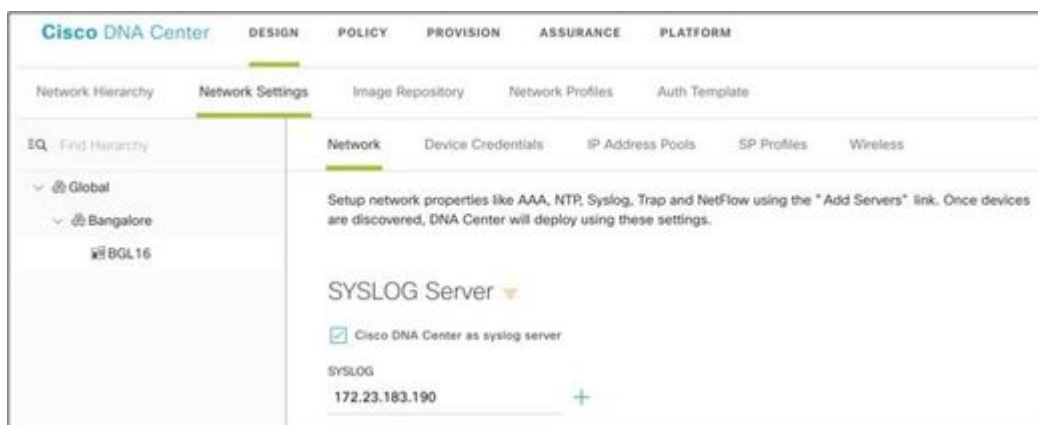 Cisco DNA Center DESIGN POLICY PROVISION ASSURANCE PLATFORM
Network Hierarchy Network Settings Image Repository Network Profiles Auth Template
Find Hierarchy
Global
Bangalore
BGL16
Network Device Credentials IP Address Pools SP Profiles Wireless
Setup network properties like AAA, NTP, Syslog, Trap and NetFlow using the "Add Servers" link. Once devices
are discovered, DNA Center will deploy using these settings.
SYSLOG Server
Cisco DNA Center as syslog server
SYSLOG
172.23.183.190